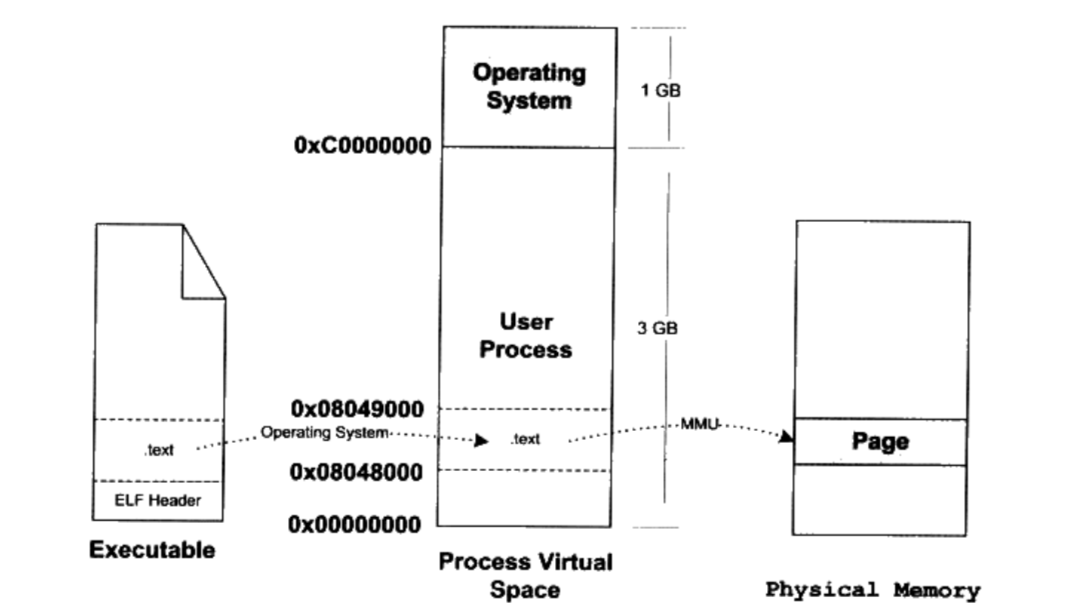 Operating
System
1 GB
0xC0000000
User
Process
3 GB
0x08049000
.text
Operating System
.text
MMU
Page
0x08048000
ELF Header
0x00000000
Executable
Process Virtual
Space
Physical Memory